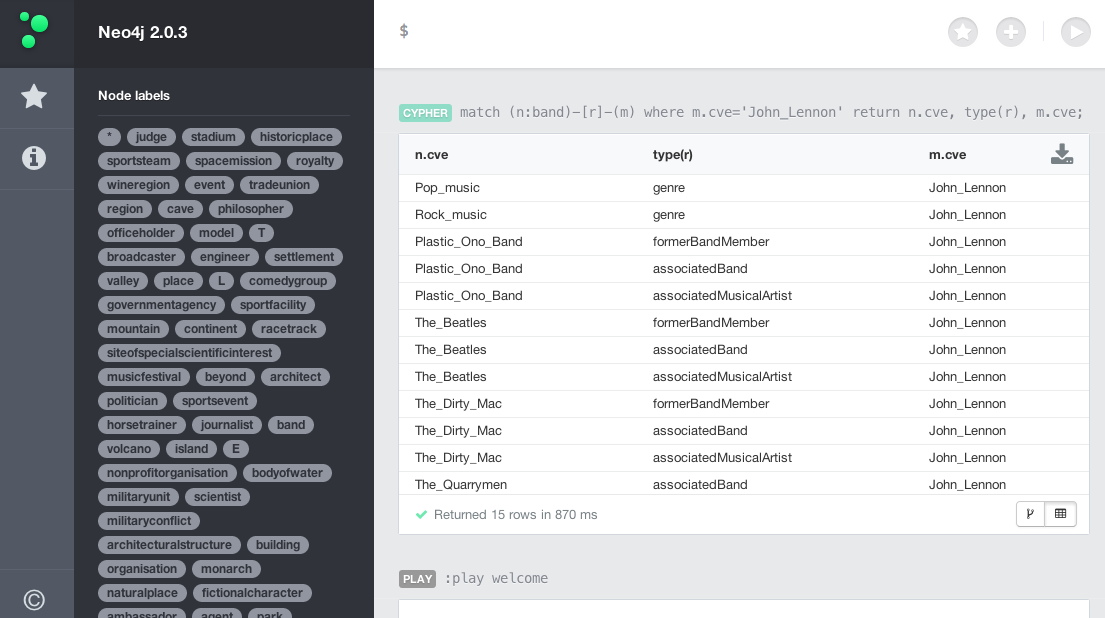 Neo4j 2.0.3
$
Node labels
* judge stadium historicplace
sportsteam spacemission royalty
wineregion event tradeunion
region cave philosopher
officeholder model T
broadcaster engineer settlement
valley place L comedygroup
governmentagency sportfacility
mountain continent racetrack
siteofspecialscientificinterest
musicfestival beyond architect
politician sportsevent
horsetrainer journalist band
volcano island E
nonprofitorganisation bodyofwater
militaryunit scientist
militaryconflict
architecturalstructure building
organisation monarch
naturalplace fictionalcharacter
ambassador agent park
©
CYPHER match (n:band)-[r]-(m) where m.cve='John_Lennon' return n.cve, type(r), m.cve;
n.cve type(r) m.cve
Pop_music genre John_Lennon
Rock_music genre John_Lennon
Plastic_Ono_Band formerBandMember John_Lennon
Plastic_Ono_Band associatedBand John_Lennon
Plastic_Ono_Band associatedMusicalArtist John_Lennon
The_Beatles formerBandMember John_Lennon
The_Beatles associatedBand John_Lennon
The_Beatles associatedMusicalArtist John_Lennon
The_Dirty_Mac formerBandMember John_Lennon
The_Dirty_Mac associatedBand John_Lennon
The_Dirty_Mac associatedMusicalArtist John_Lennon
The_Quarrymen associatedBand John_Lennon
Returned 15 rows in 870 ms
PLAY :play welcome